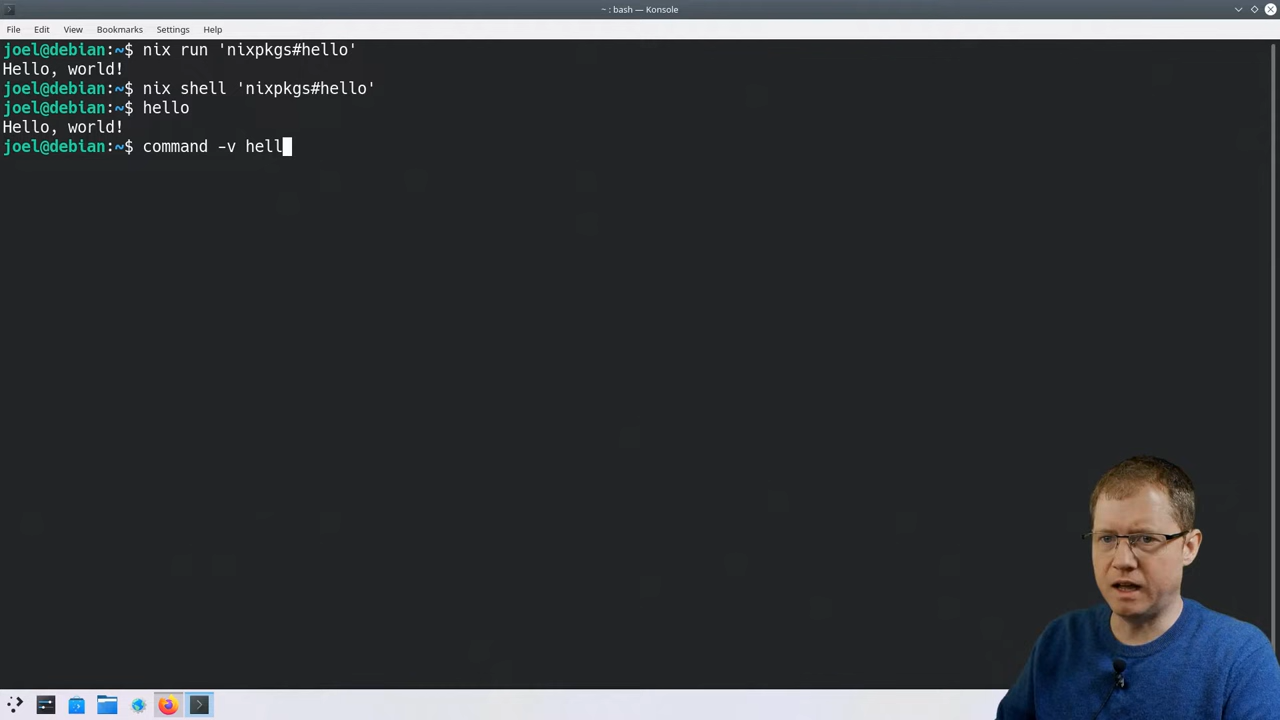 ~ : bash — Konsole
File Edit View Bookmarks Settings Help
joel@debian:~$ nix run 'nixpkgs#hello'
Hello, world!
joel@debian:~$ nix shell 'nixpkgs#hello'
joel@debian:~$ hello
Hello, world!
joel@debian:~$ command -v hell